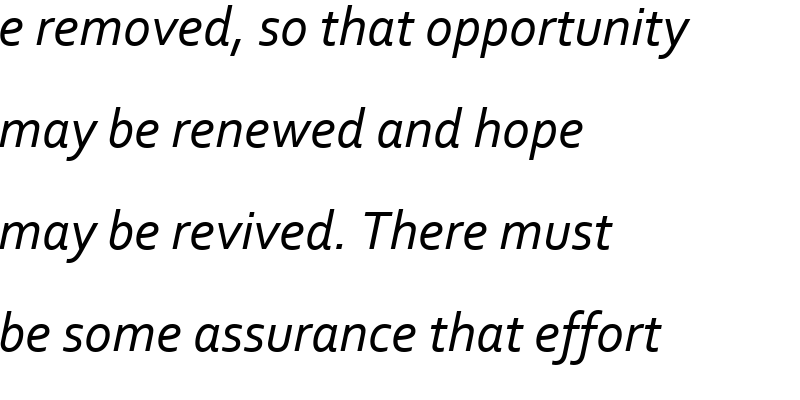 e removed, so that opportunity
may be renewed and hope
may be revived. There must
be some assurance that effort